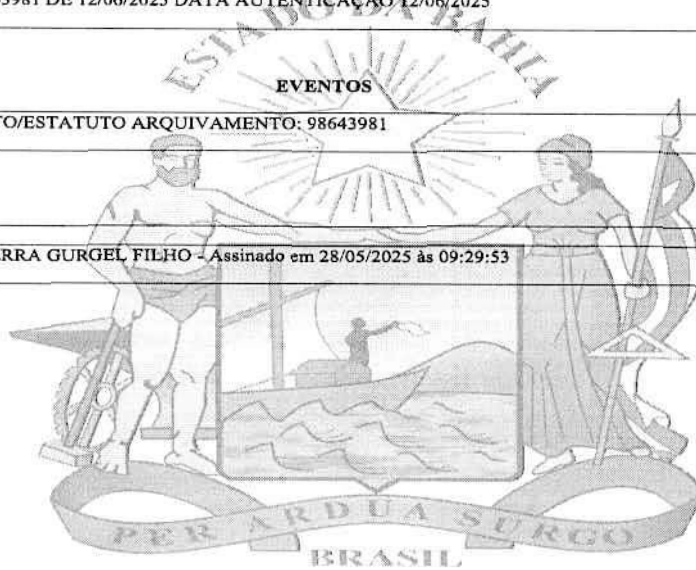 3981 DE 12/06/2025 DATA AUTENTICAÇÃO 12/06/2025
ESTADO DA BAHIA
EVENTOS
TO/ESTATUTO ARQUIVAMENTO: 98643981
ERRA GURGEL FILHO - Assinado em 28/05/2025 às 09:29:53
PER ARDUA SURGO
BRASIL